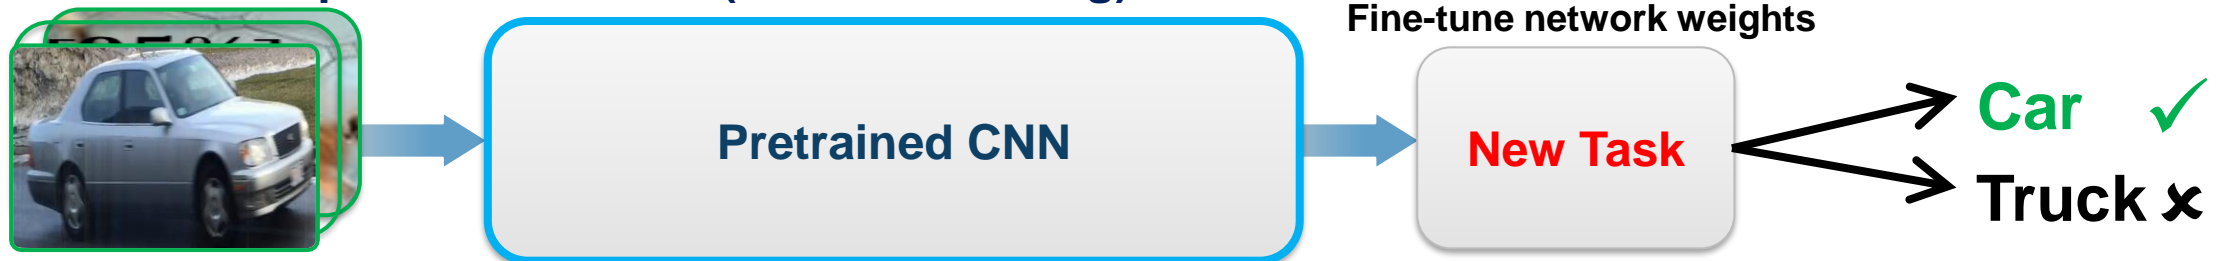 Fine-tune network weights
Pretrained CNN
New Task
Car ✓
Truck ✗